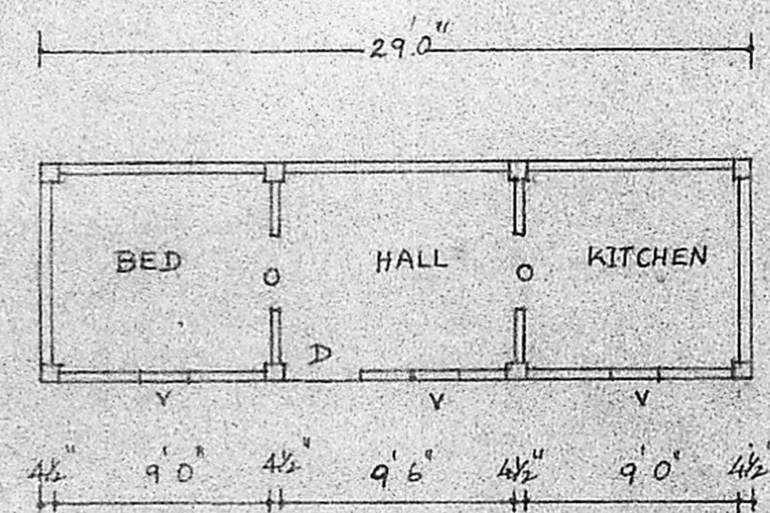 29'.0"
BED HALL KITCHEN
O O
D
V V V
4½" 9'0" 4½" 9'6" 4½" 9'0" 4½"